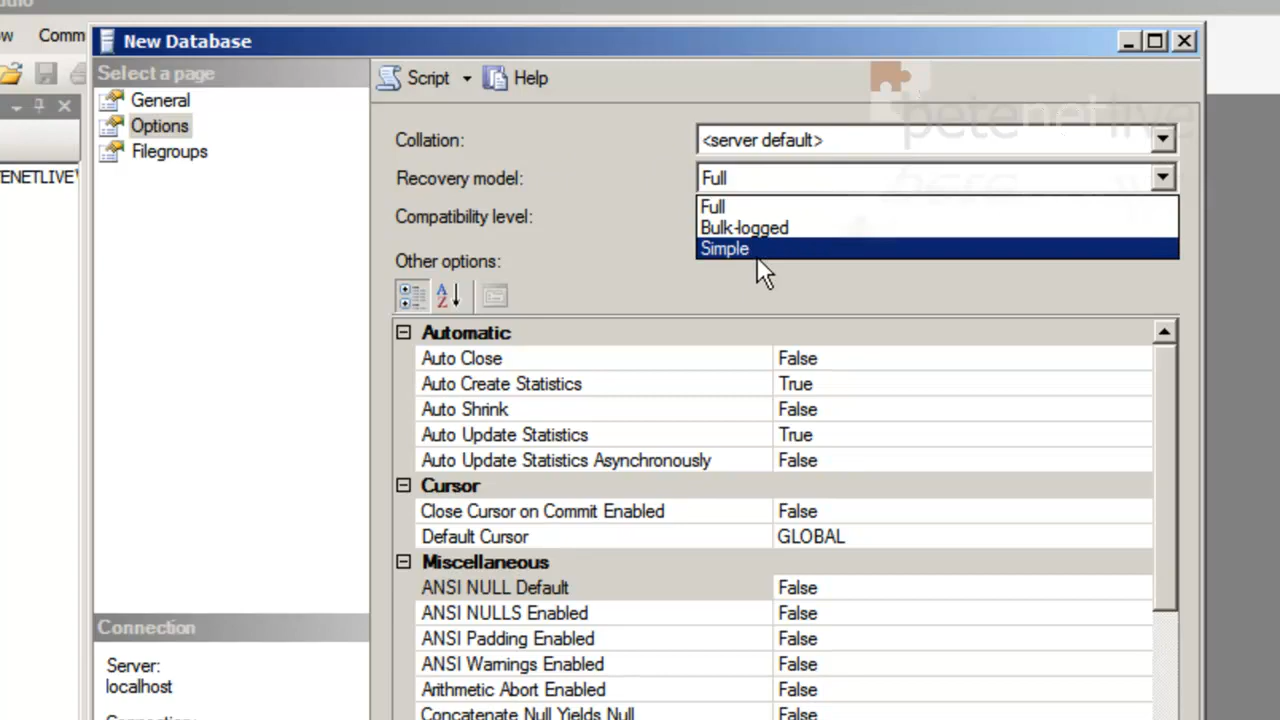 New Database
Comm
Select a page
General
Options
Filegroups
Script
Help
petenetlive
ENETLIVE\
Collation:
<server default>
Recovery model:
Full
Full
Bulk-logged
Simple
Compatibility level:
Other options:
Automatic
Auto Close False
Auto Create Statistics True
Auto Shrink False
Auto Update Statistics True
Auto Update Statistics Asynchronously False
Cursor
Close Cursor on Commit Enabled False
Default Cursor GLOBAL
Miscellaneous
ANSI NULL Default False
ANSI NULLS Enabled False
ANSI Padding Enabled False
ANSI Warnings Enabled False
Arithmetic Abort Enabled False
Concatenate Null Yields Null False
Connection
Server:
localhost
Connection: